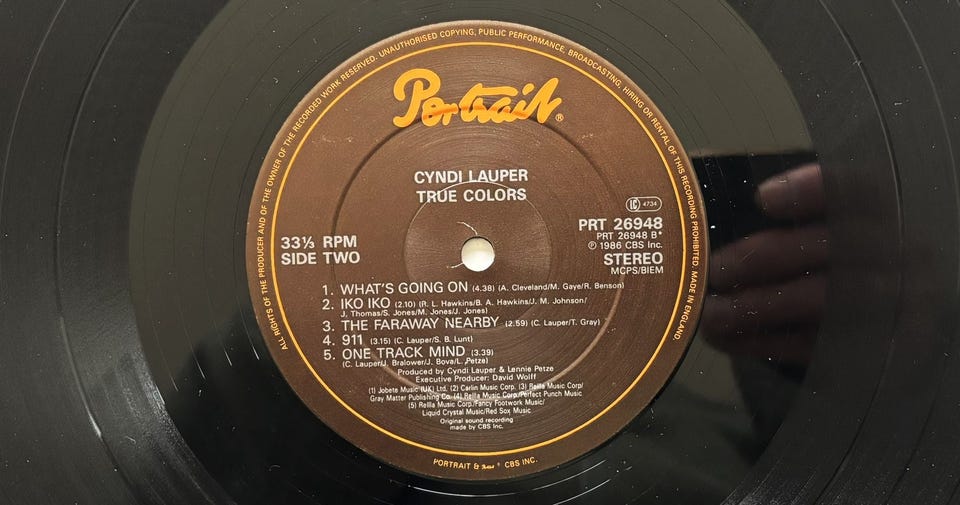 ALL RIGHTS OF THE PRODUCER AND OF THE OWNER OF THE RECORDED WORK RESERVED. UNAUTHORISED COPYING, PUBLIC PERFORMANCE, BROADCASTING, HIRING OR RENTAL OF THIS RECORDING PROHIBITED. MADE IN ENGLAND.
Portrait®
CYNDI LAUPER
TRUE COLORS
LC 4734
PRT 26948
PRT 26948 B*
℗ 1986 CBS Inc.
STEREO
MCPS/BIEM
33⅓ RPM
SIDE TWO
1. WHAT'S GOING ON (4.38) (A. Cleveland/M. Gaye/R. Benson)
2. IKO IKO (2.10) (R. L. Hawkins/B. A. Hawkins/J. M. Johnson/
J. Thomas/S. Jones/M. Jones/J. Jones)
3. THE FARAWAY NEARBY (2.59) (C. Lauper/T. Gray)
4. 911 (3.15) (C. Lauper/S. B. Lunt)
5. ONE TRACK MIND (3.39)
(C. Lauper/J. Bralower/J. Bova/L. Petze)
Produced by Cyndi Lauper & Lennie Petze
Executive Producer: David Wolff
(1) Jobete Music (UK) Ltd. (2) Carlin Music Corp. (3) Rella Music Corp/
Gray Matter Publishing Co. (4) Rella Music Corp/Perfect Punch Music
(5) Rella Music Corp/Fancy Footwork Music/
Liquid Crystal Music/Red Sox Music
Original sound recording
made by CBS Inc.
PORTRAIT & CBS INC.